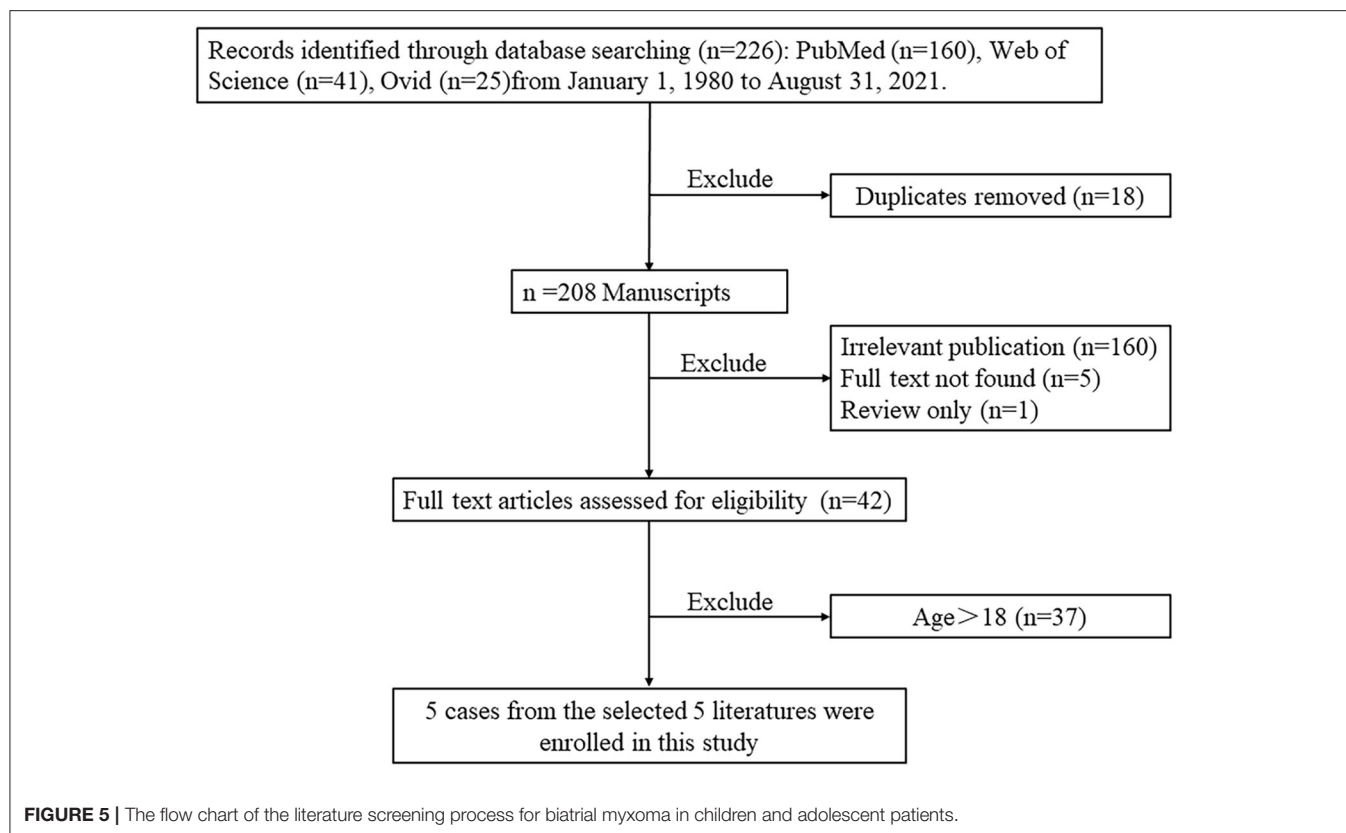 Records identified through database searching (n=226): PubMed (n=160), Web of
Science (n=41), Ovid (n=25)from January 1, 1980 to August 31, 2021.
Exclude
Duplicates removed (n=18)
n =208 Manuscripts
Exclude
Irrelevant publication (n=160)
Full text not found (n=5)
Review only (n=1)
Full text articles assessed for eligibility (n=42)
Exclude
Age＞18 (n=37)
5 cases from the selected 5 literatures were
enrolled in this study
FIGURE 5 | The flow chart of the literature screening process for biatrial myxoma in children and adolescent patients.